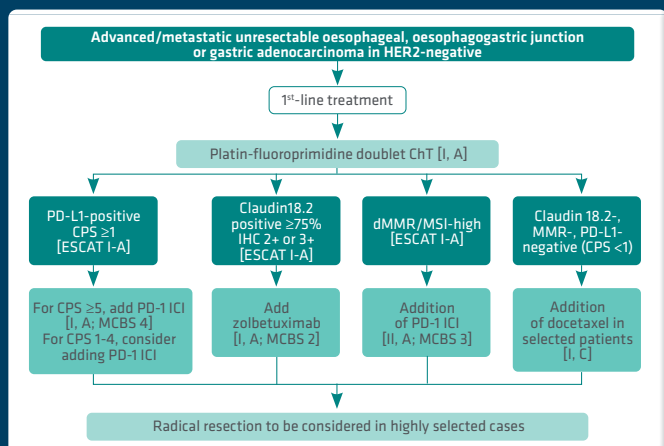 Advanced/metastatic unresectable oesophageal, oesophagogastric junction
or gastric adenocarcinoma in HER2-negative
1st-line treatment
Platin-fluoroprimidine doublet ChT [I, A]
PD-L1-positive
CPS ≥1
[ESCAT I-A]
Claudin18.2
positive ≥75%
IHC 2+ or 3+
[ESCAT I-A]
dMMR/MSI-high
[ESCAT I-A]
Claudin 18.2-,
MMR-, PD-L1-
negative (CPS <1)
For CPS ≥5, add PD-1 ICI
[I, A; MCBS 4]
For CPS 1-4, consider
adding PD-1 ICI
Add
zolbetuximab
[I, A; MCBS 2]
Addition
of PD-1 ICI
[II, A; MCBS 3]
Addition
of docetaxel in
selected patients
[I, C]
Radical resection to be considered in highly selected cases